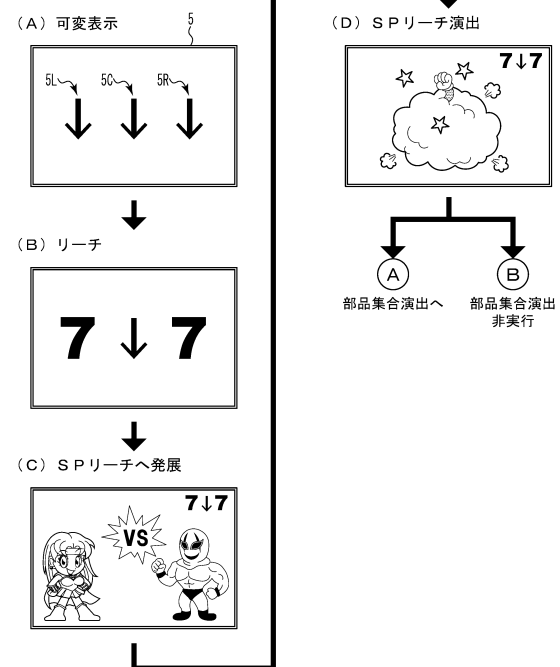 (A) 可変表示
5
5L
5C
5R
(B) リーチ
7 ↓ 7
(C) SPリーチへ発展
7↓7
VS
(D) SPリーチ演出
7↓7
A
部品集合演出へ
B
部品集合演出
非実行